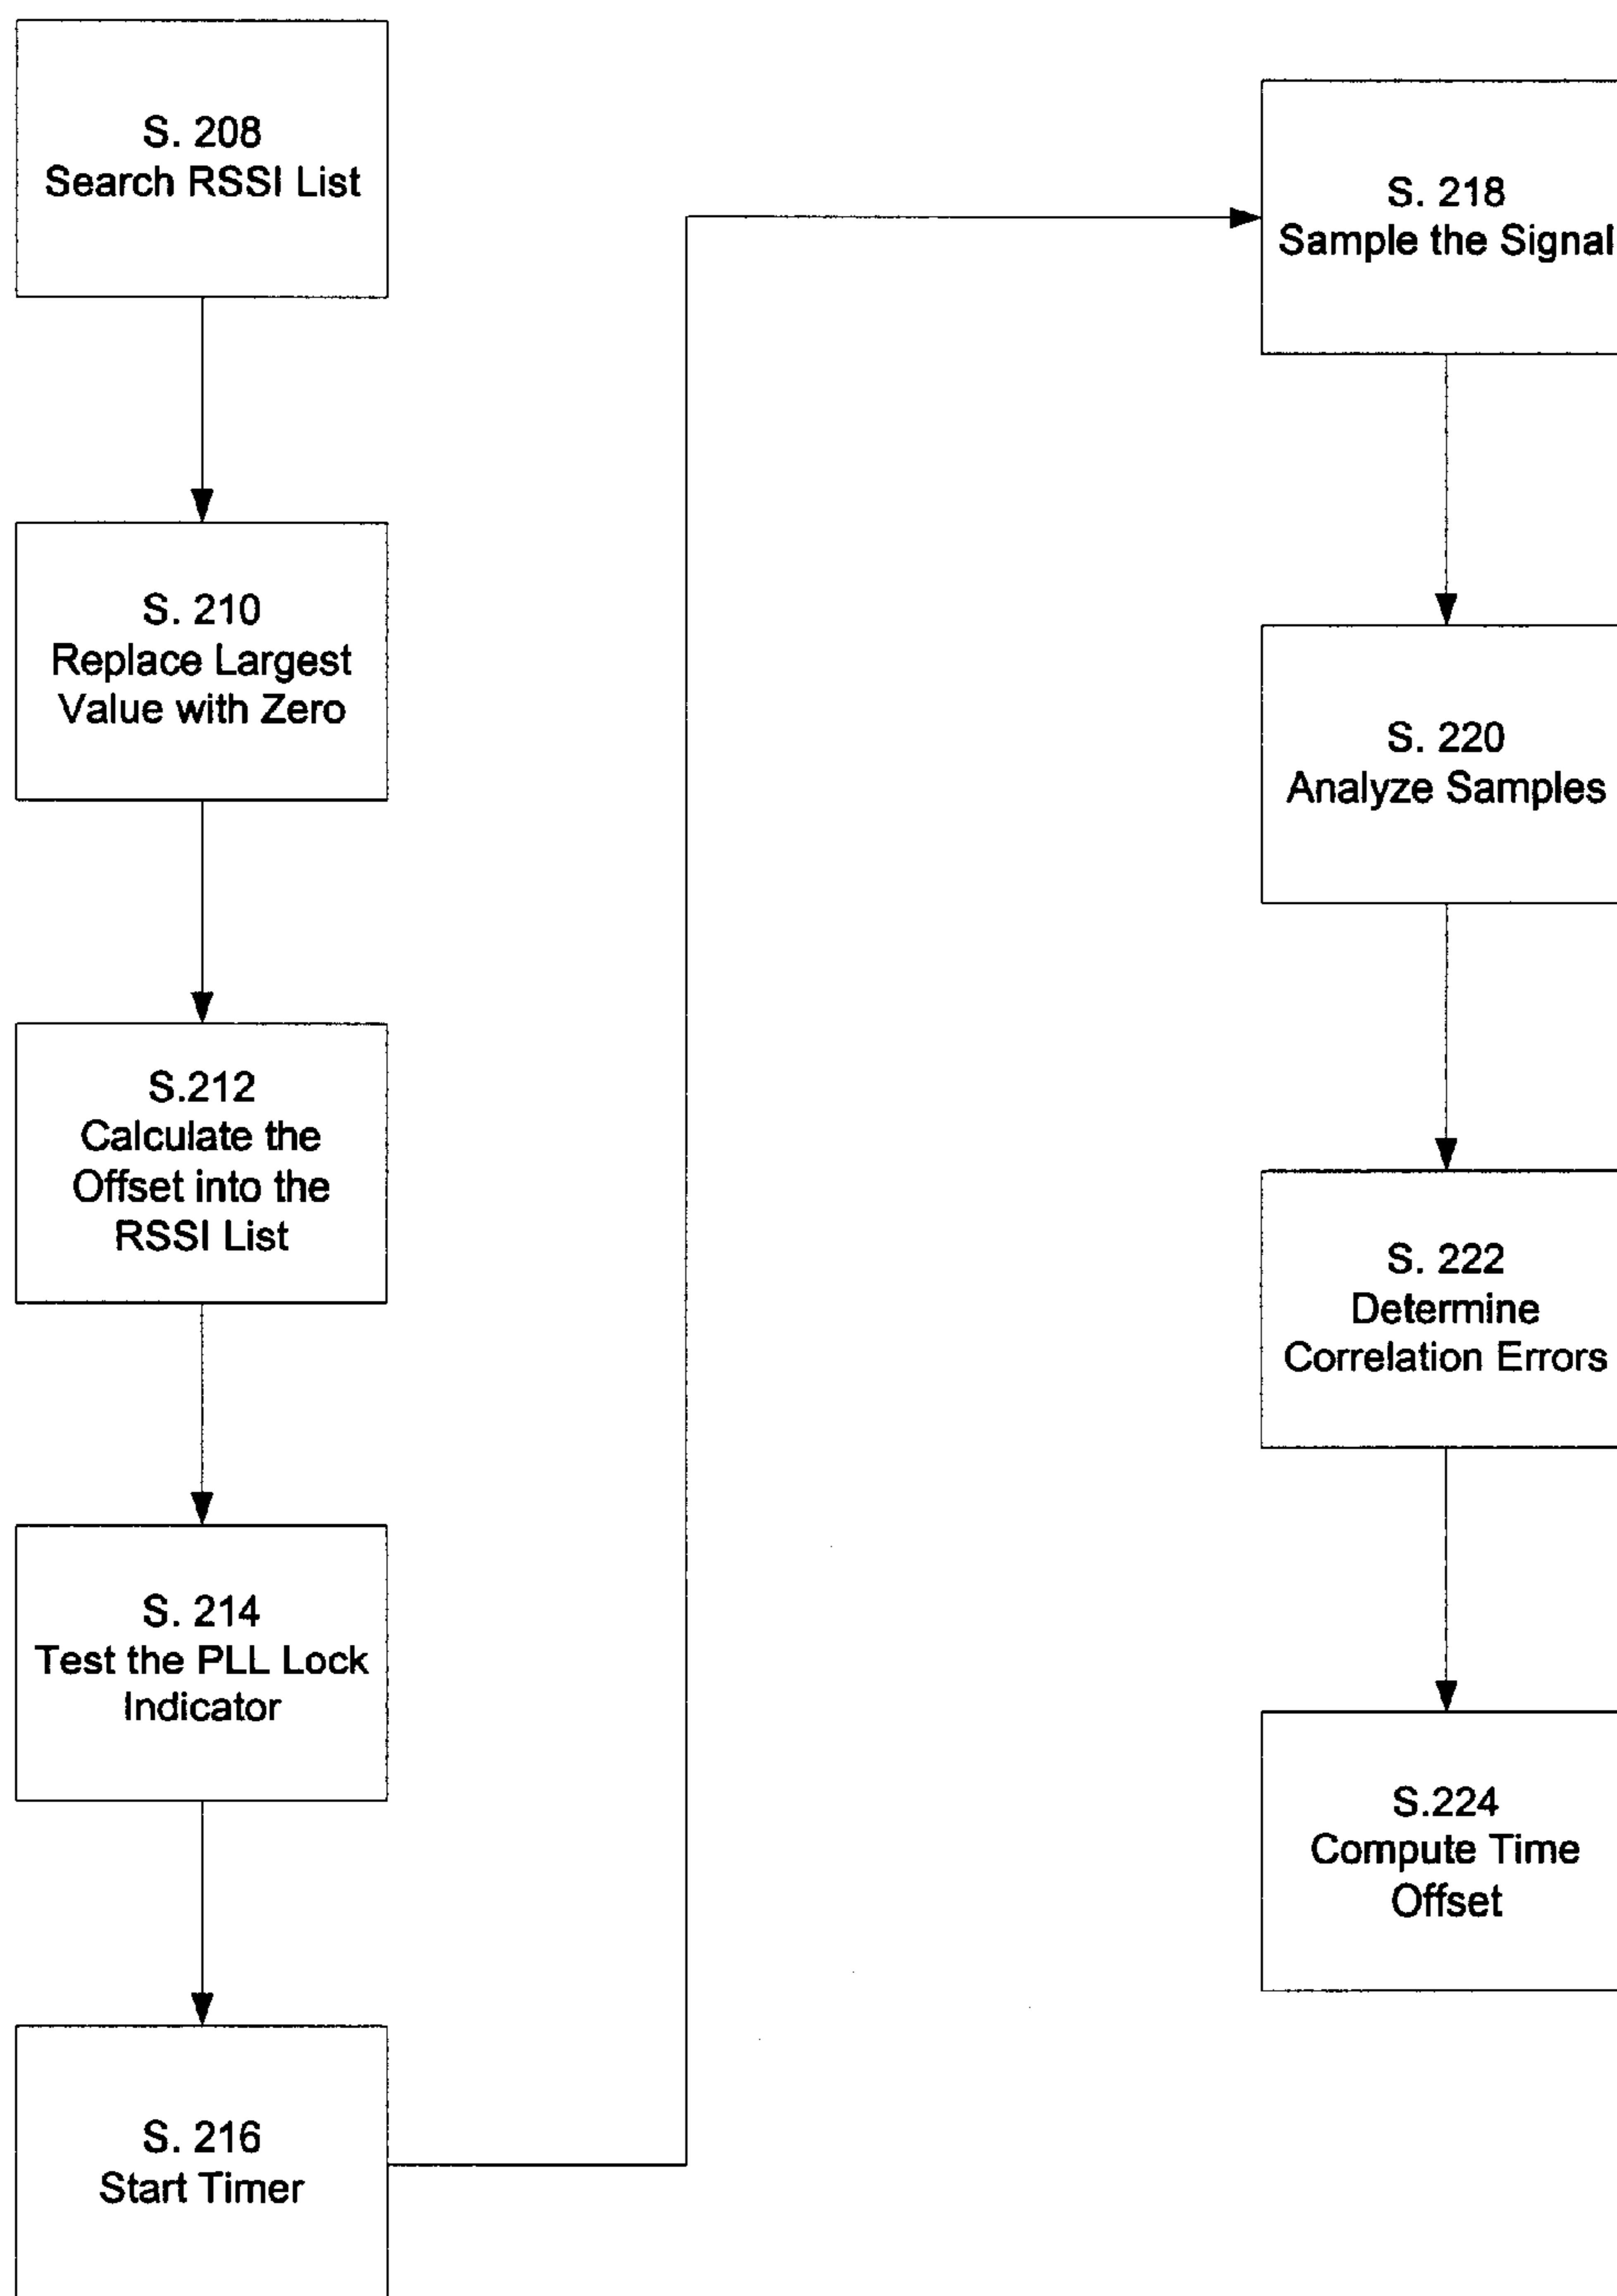 S. 208
Search RSSI List
S. 210
Replace Largest
Value with Zero
S.212
Calculate the
Offset into the
RSSI List
S. 214
Test the PLL Lock
Indicator
S. 216
Start Timer
S. 218
Sample the Signal
S. 220
Analyze Samples
S. 222
Determine
Correlation Errors
S.224
Compute Time
Offset